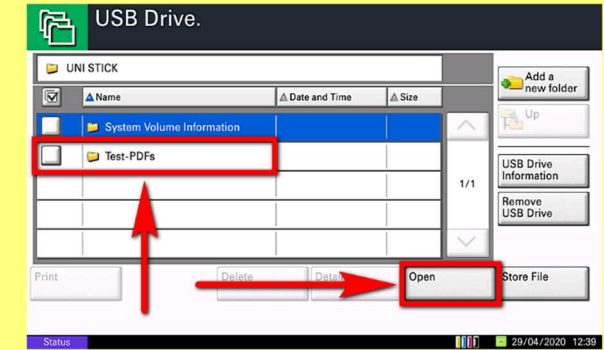 USB Drive.
UNI STICK
Name Date and Time Size
System Volume Information
Test-PDFs
1/1
Add a
new folder
Up
USB Drive
Information
Remove
USB Drive
Print Delete Detail Open Store File
Status 29/04/2020 12:39